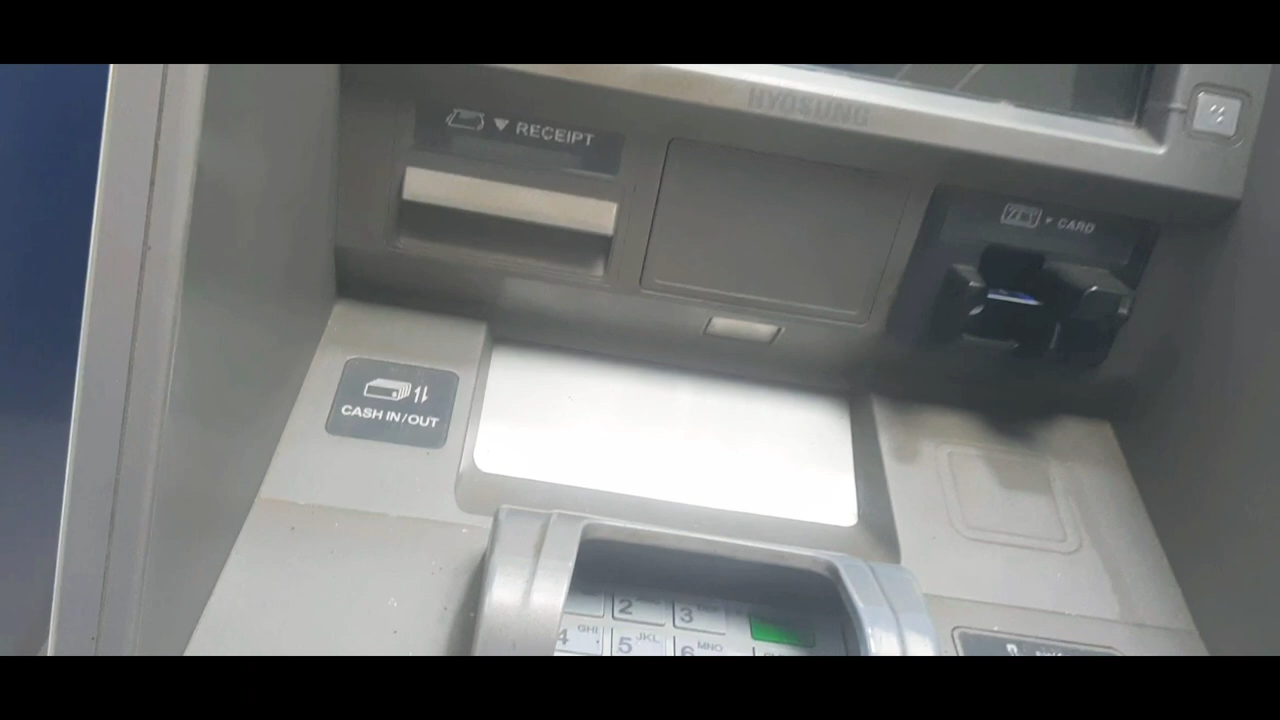 HYOSUNG
RECEIPT
CARD
CASH IN/OUT
2
3
4 GHI
5 JKL
6 MNO